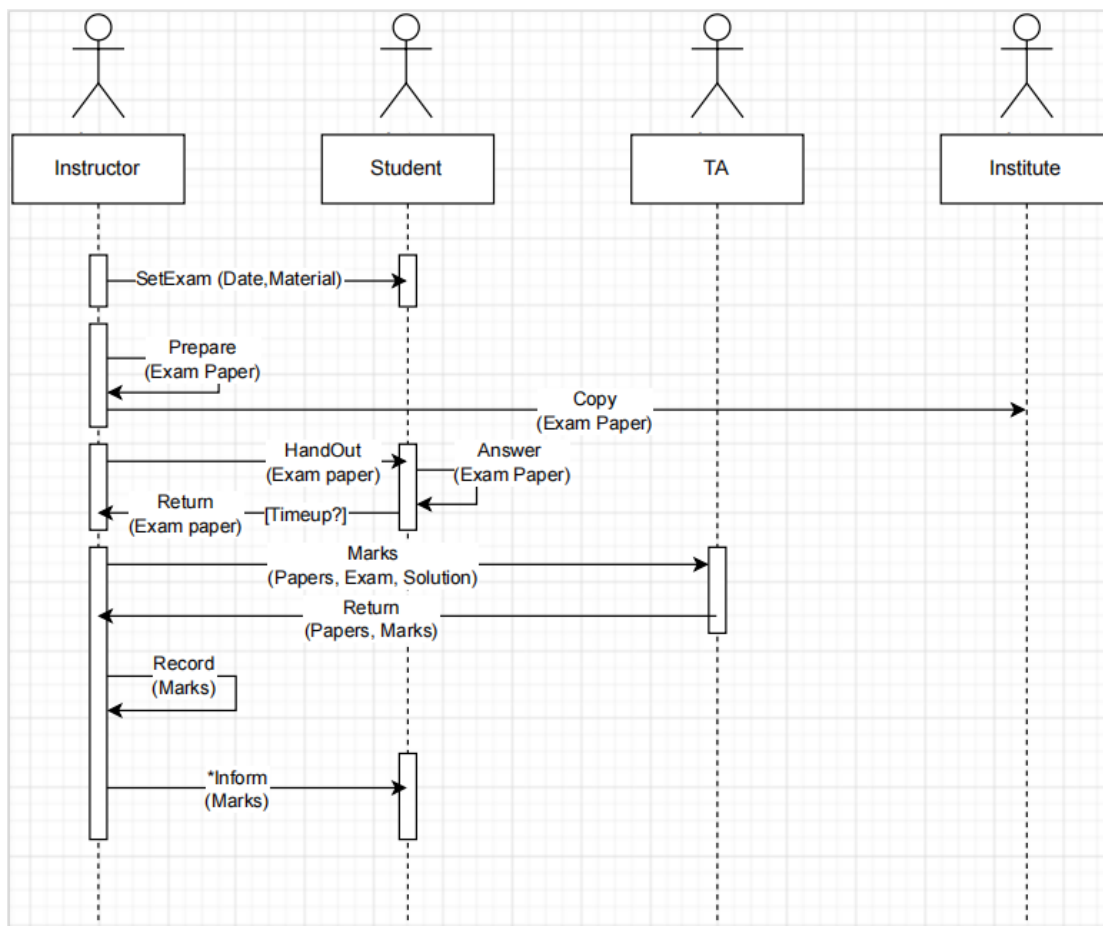 Instructor
Student
TA
Institute
SetExam (Date,Material)
Prepare
(Exam Paper)
Copy
(Exam Paper)
HandOut
(Exam paper)
Answer
(Exam Paper)
Return
(Exam paper)
[Timeup?]
Marks
(Papers, Exam, Solution)
Return
(Papers, Marks)
Record
(Marks)
*Inform
(Marks)